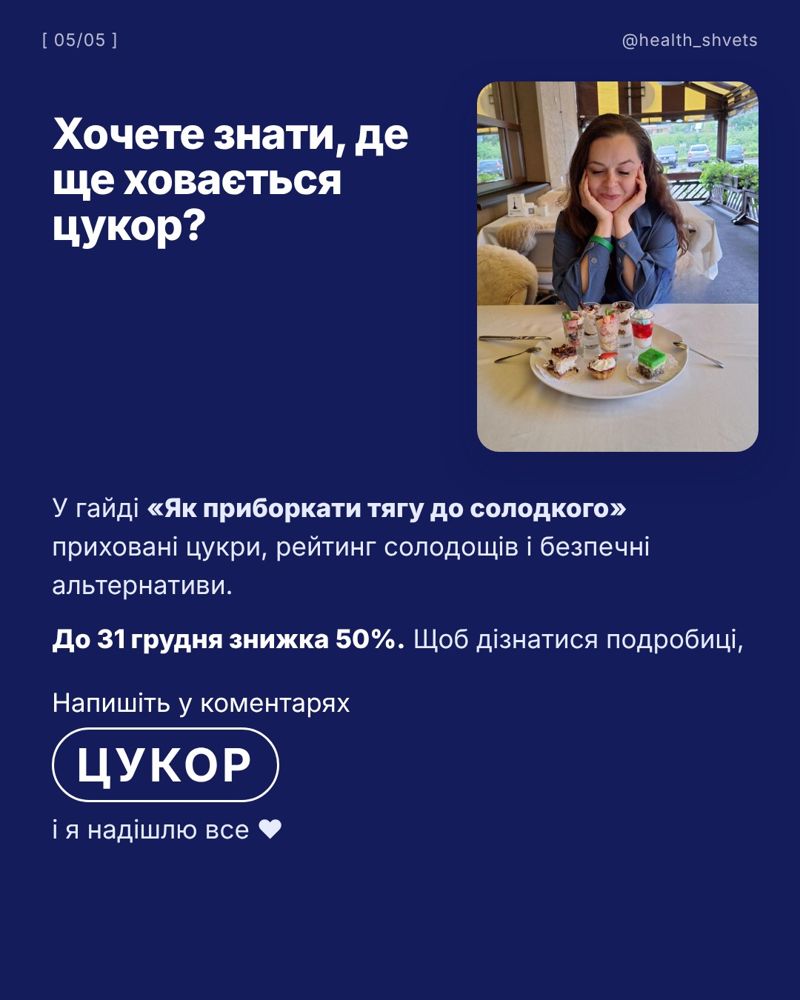 [ 05/05 ]
@health_shvets
Хочете знати, де
ще ховається
цукор?
У гайді «Як приборкати тягу до солодкого»
приховані цукри, рейтинг солодощів і безпечні
альтернативи.
До 31 грудня знижка 50%. Щоб дізнатися подробиці,
Напишіть у коментарях
ЦУКОР
і я надішлю все ♥